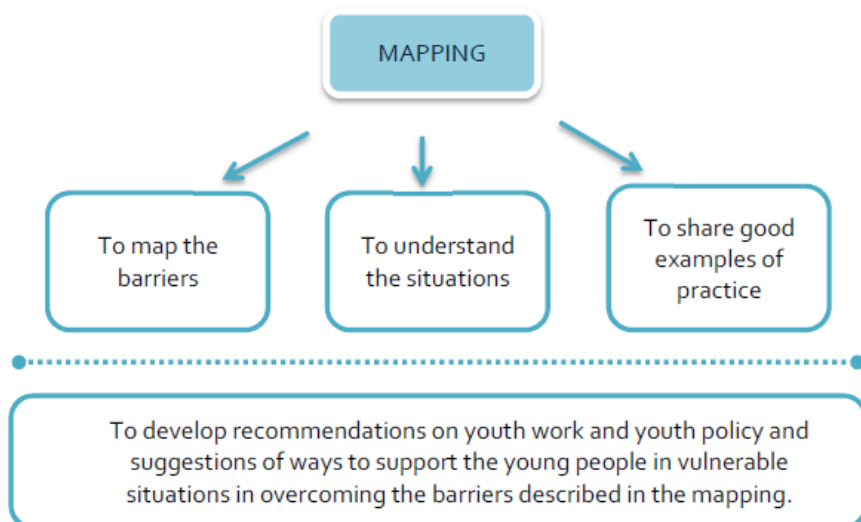 MAPPING
To map the
barriers
To understand
the situations
To share good
examples of
practice
To develop recommendations on youth work and youth policy and
suggestions of ways to support the young people in vulnerable
situations in overcoming the barriers described in the mapping.